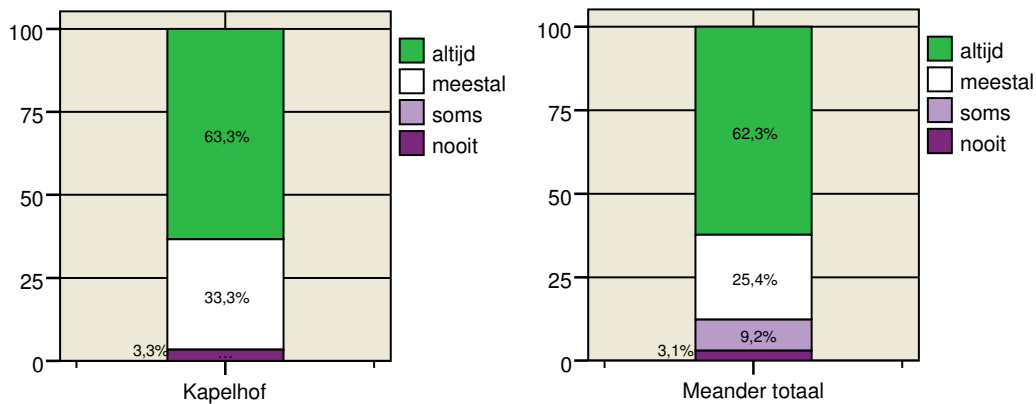 100
75
50
25
0
63,3%
33,3%
3,3%
...
Kapelhof
altijd
meestal
soms
nooit
100
75
50
25
0
62,3%
25,4%
9,2%
3,1%
Meander totaal
altijd
meestal
soms
nooit